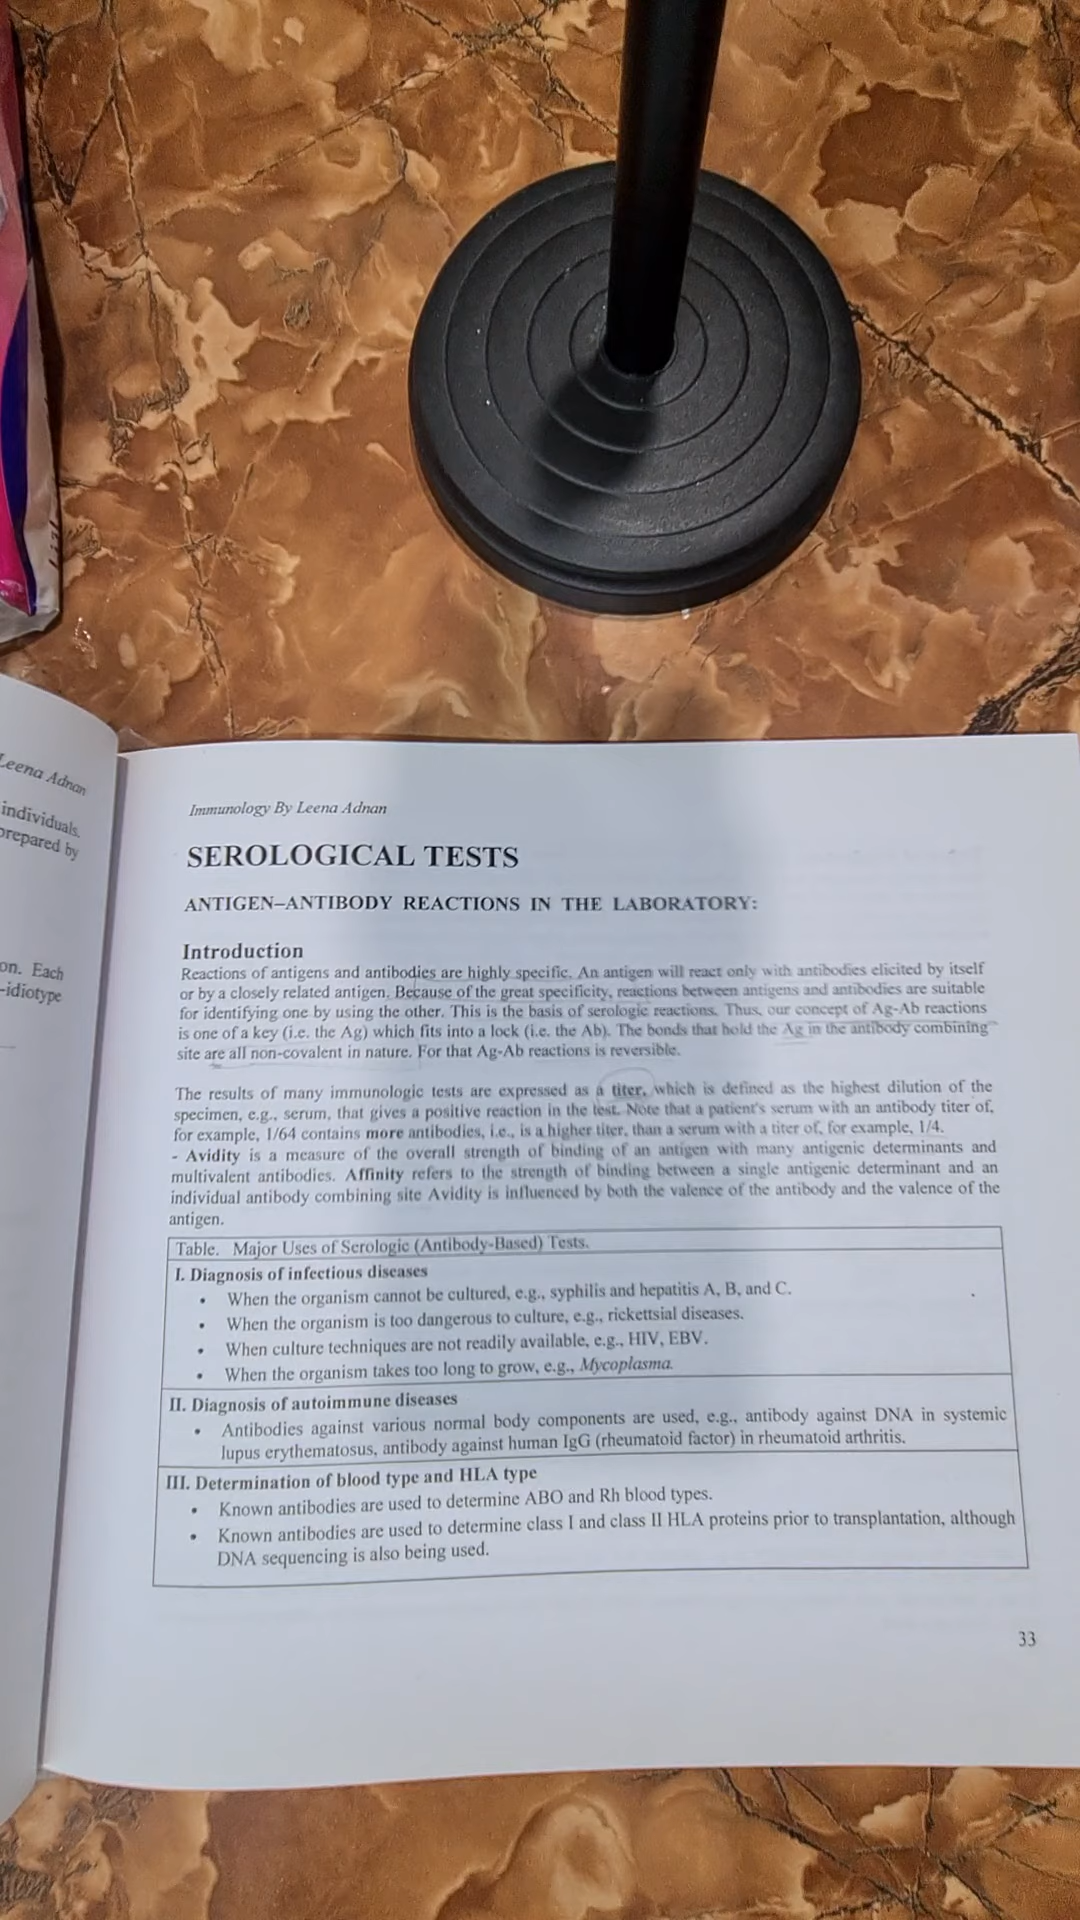 Leena Adnan
individuals.
prepared by
on. Each
-idiotype
Immunology By Leena Adnan
SEROLOGICAL TESTS
ANTIGEN–ANTIBODY REACTIONS IN THE LABORATORY:
Introduction
Reactions of antigens and antibodies are highly specific. An antigen will react only with antibodies elicited by itself
or by a closely related antigen. Because of the great specificity, reactions between antigens and antibodies are suitable
for identifying one by using the other. This is the basis of serologic reactions. Thus, our concept of Ag-Ab reactions
is one of a key (i.e. the Ag) which fits into a lock (i.e. the Ab). The bonds that hold the Ag in the antibody combining
site are all non-covalent in nature. For that Ag-Ab reactions is reversible.
The results of many immunologic tests are expressed as a titer, which is defined as the highest dilution of the
specimen, e.g., serum, that gives a positive reaction in the test. Note that a patient's serum with an antibody titer of,
for example, 1/64 contains more antibodies, i.e., is a higher titer, than a serum with a titer of, for example, 1/4.
- Avidity is a measure of the overall strength of binding of an antigen with many antigenic determinants and
multivalent antibodies. Affinity refers to the strength of binding between a single antigenic determinant and an
individual antibody combining site Avidity is influenced by both the valence of the antibody and the valence of the
antigen.
Table. Major Uses of Serologic (Antibody-Based) Tests.
I. Diagnosis of infectious diseases
• When the organism cannot be cultured, e.g., syphilis and hepatitis A, B, and C.
• When the organism is too dangerous to culture, e.g., rickettsial diseases.
• When culture techniques are not readily available, e.g., HIV, EBV.
• When the organism takes too long to grow, e.g., Mycoplasma.
II. Diagnosis of autoimmune diseases
• Antibodies against various normal body components are used, e.g., antibody against DNA in systemic
lupus erythematosus, antibody against human IgG (rheumatoid factor) in rheumatoid arthritis.
III. Determination of blood type and HLA type
• Known antibodies are used to determine ABO and Rh blood types.
• Known antibodies are used to determine class I and class II HLA proteins prior to transplantation, although
DNA sequencing is also being used.
33